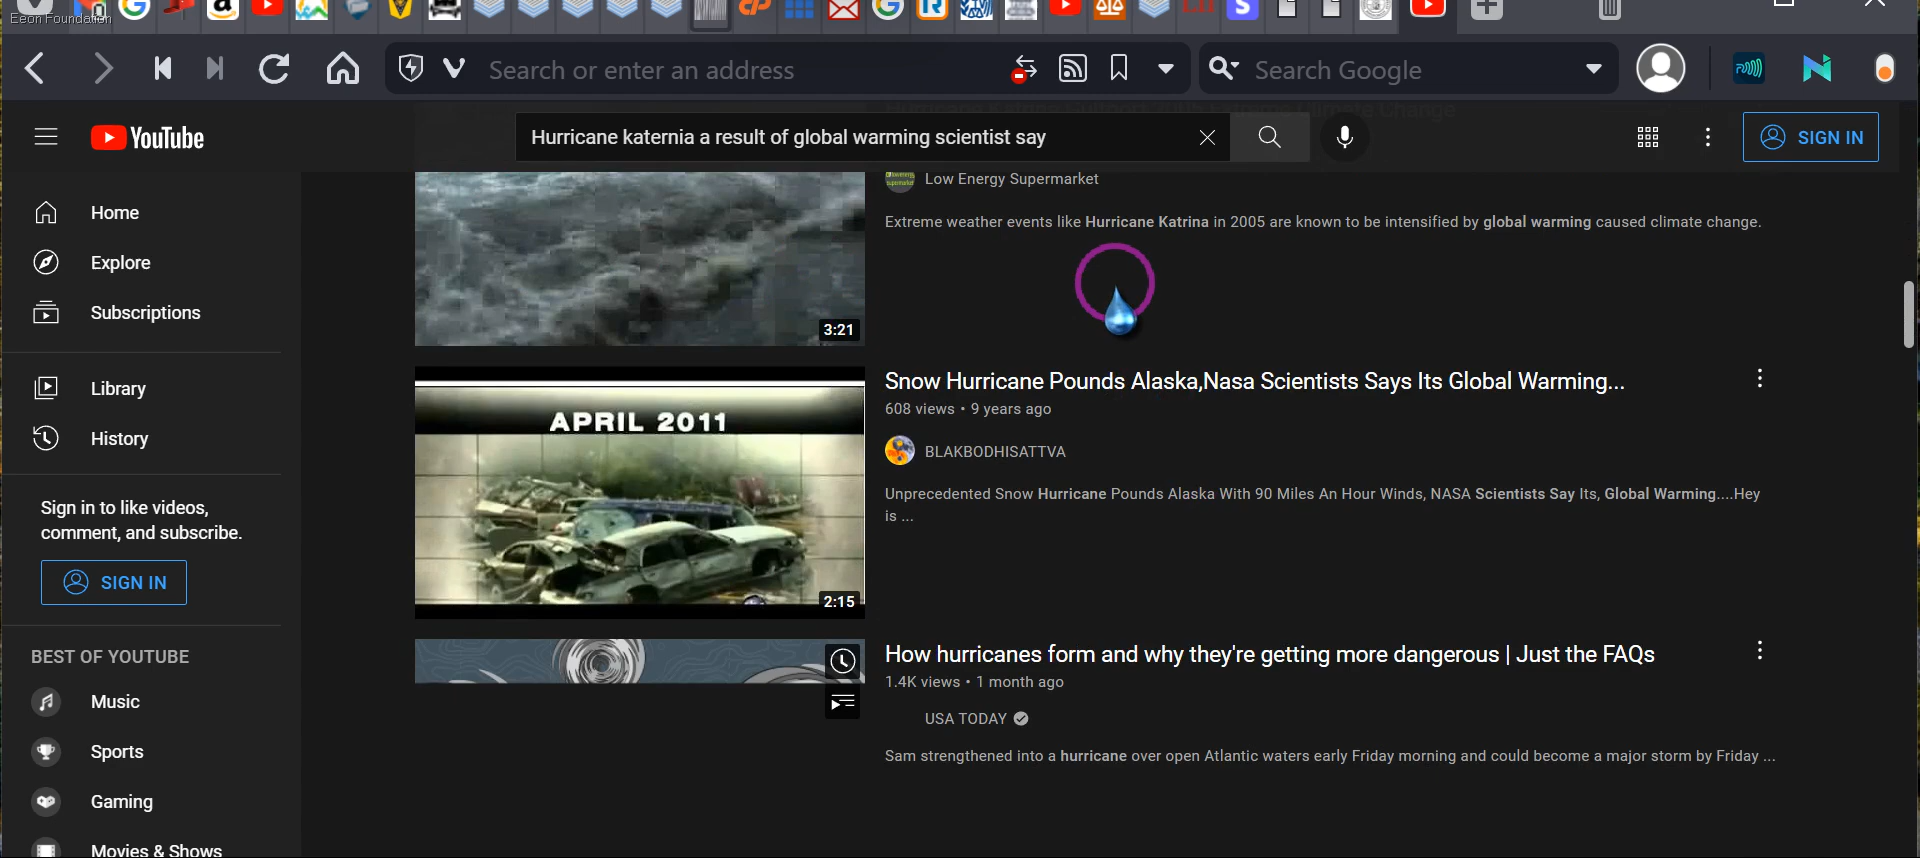 Eeon Foundation
Search or enter an address
Search Google
Hurricane Katrina Gulfport 2005 Extreme Climate Change
YouTube
Hurricane katernia a result of global warming scientist say
SIGN IN
Home
Explore
Subscriptions
Library
History
Sign in to like videos,
comment, and subscribe.
SIGN IN
BEST OF YOUTUBE
Music
Sports
Gaming
Movies & Shows
Low Energy Supermarket
Extreme weather events like Hurricane Katrina in 2005 are known to be intensified by global warming caused climate change.
3:21
APRIL 2011
2:15
Snow Hurricane Pounds Alaska,Nasa Scientists Says Its Global Warming...
608 views • 9 years ago
BLAKBODHISATTVA
Unprecedented Snow Hurricane Pounds Alaska With 90 Miles An Hour Winds, NASA Scientists Say Its, Global Warming....Hey
is ...
How hurricanes form and why they're getting more dangerous | Just the FAQs
1.4K views • 1 month ago
USA TODAY
Sam strengthened into a hurricane over open Atlantic waters early Friday morning and could become a major storm by Friday ...